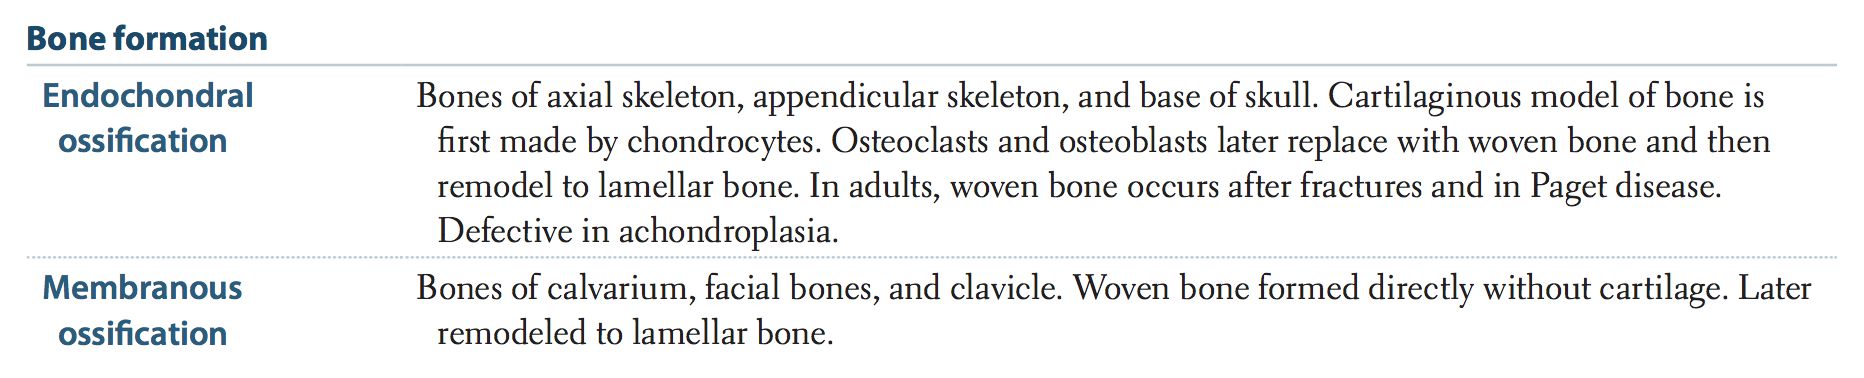 Bone formation
Endochondral ossification
Bones of axial skeleton, appendicular skeleton, and base of skull. Cartilaginous model of bone is
first made by chondrocytes. Osteoclasts and osteoblasts later replace with woven bone and then
remodel to lamellar bone. In adults, woven bone occurs after fractures and in Paget disease.
Defective in achondroplasia.
Membranous ossification
Bones of calvarium, facial bones, and clavicle. Woven bone formed directly without cartilage. Later
remodeled to lamellar bone.